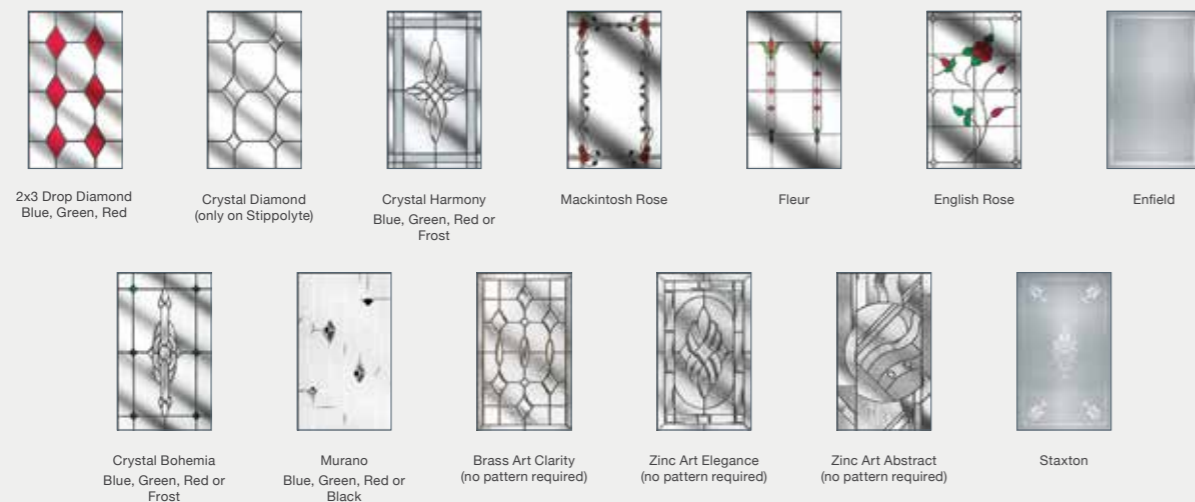 2x3 Drop Diamond
Blue, Green, Red
Crystal Diamond
(only on Stippolyte)
Crystal Harmony
Blue, Green, Red or
Frost
Mackintosh Rose
Fleur
English Rose
Enfield
Crystal Bohemia
Blue, Green, Red or
Frost
Murano
Blue, Green, Red or
Black
Brass Art Clarity
(no pattern required)
Zinc Art Elegance
(no pattern required)
Zinc Art Abstract
(no pattern required)
Staxton